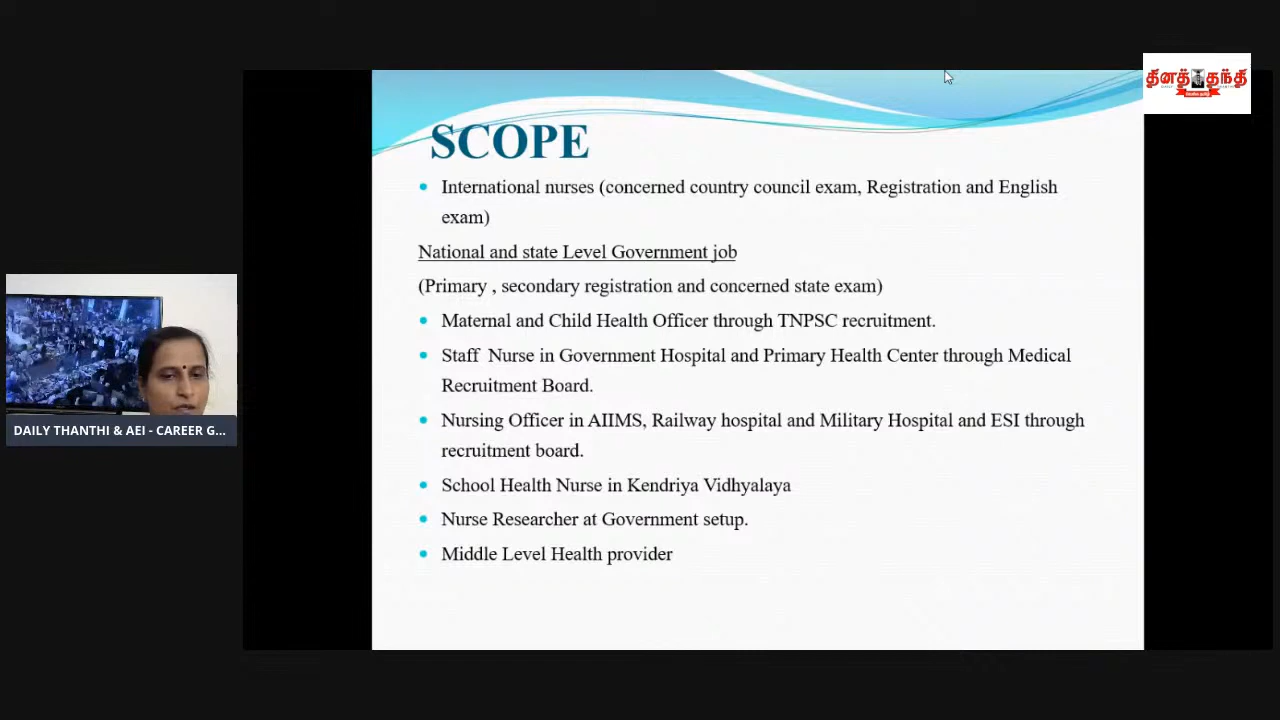 தினத்தந்தி
SCOPE
International nurses (concerned country council exam, Registration and English
exam)
National and state Level Government job
(Primary , secondary registration and concerned state exam)
Maternal and Child Health Officer through TNPSC recruitment.
Staff Nurse in Government Hospital and Primary Health Center through Medical
Recruitment Board.
Nursing Officer in AIIMS, Railway hospital and Military Hospital and ESI through
recruitment board.
School Health Nurse in Kendriya Vidhyalaya
Nurse Researcher at Government setup.
Middle Level Health provider
DAILY THANTHI & AEI - CAREER G...